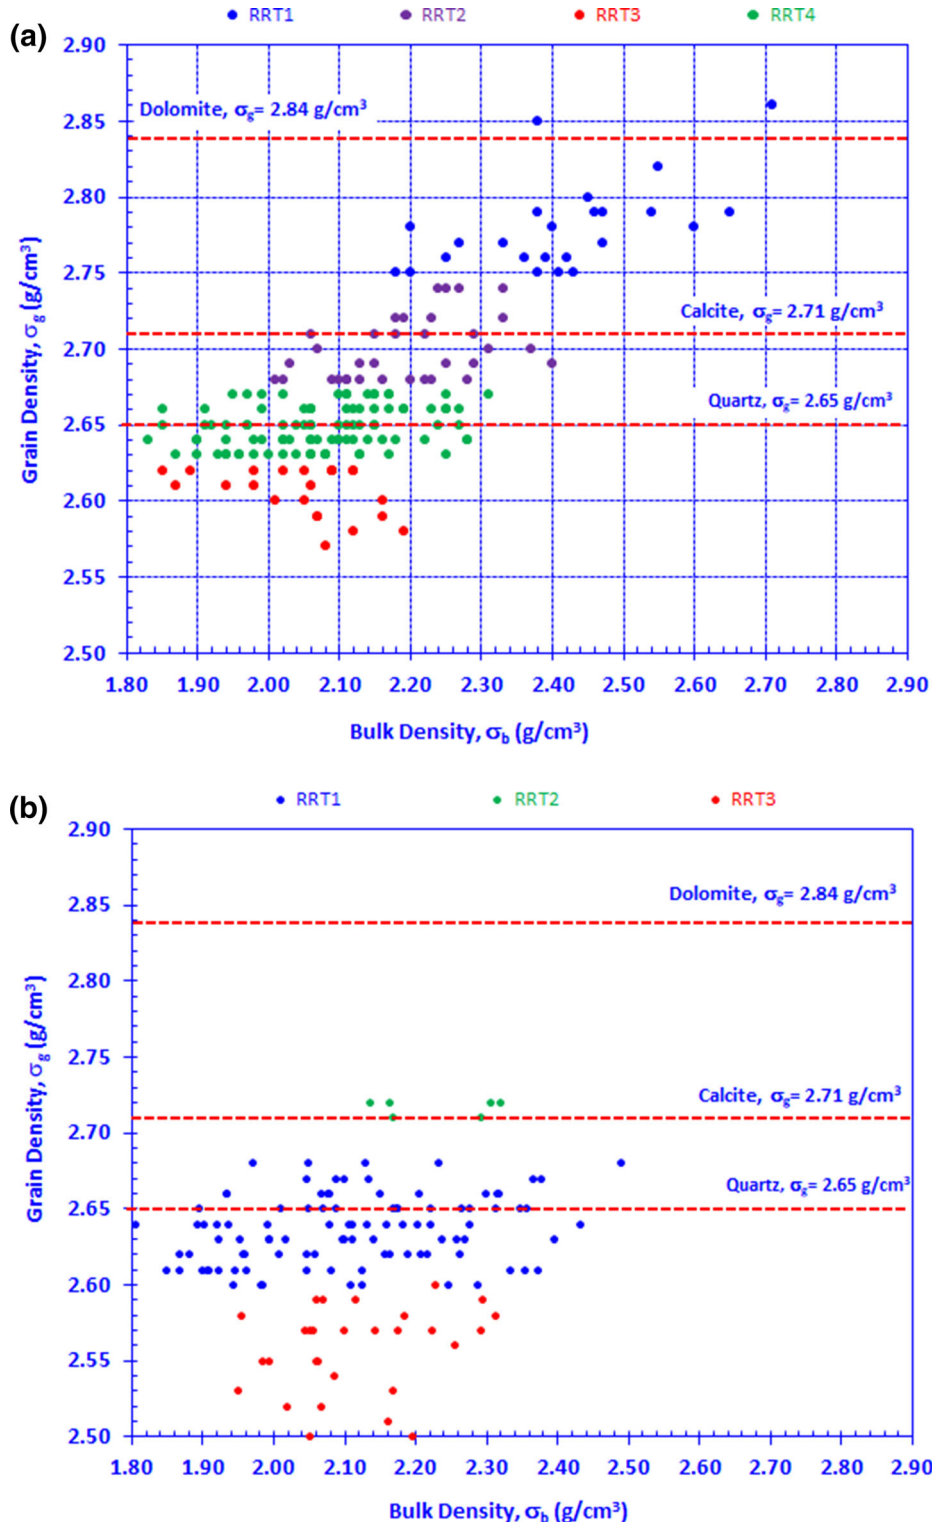 (a)
RRT1 RRT2 RRT3 RRT4
2.90
Dolomite, σg= 2.84 g/cm³
2.85
2.80
2.75
Calcite, σg= 2.71 g/cm³
2.70
Quartz, σg= 2.65 g/cm³
2.65
2.60
2.55
2.50
Grain Density, σg (g/cm³)
1.80 1.90 2.00 2.10 2.20 2.30 2.40 2.50 2.60 2.70 2.80 2.90
Bulk Density, σb (g/cm³)
(b)
RRT1 RRT2 RRT3
2.90
Dolomite, σg= 2.84 g/cm³
2.85
2.80
2.75
Calcite, σg= 2.71 g/cm³
2.70
Quartz, σg= 2.65 g/cm³
2.65
2.60
2.55
2.50
Grain Density, σg (g/cm³)
1.80 1.90 2.00 2.10 2.20 2.30 2.40 2.50 2.60 2.70 2.80 2.90
Bulk Density, σb (g/cm³)